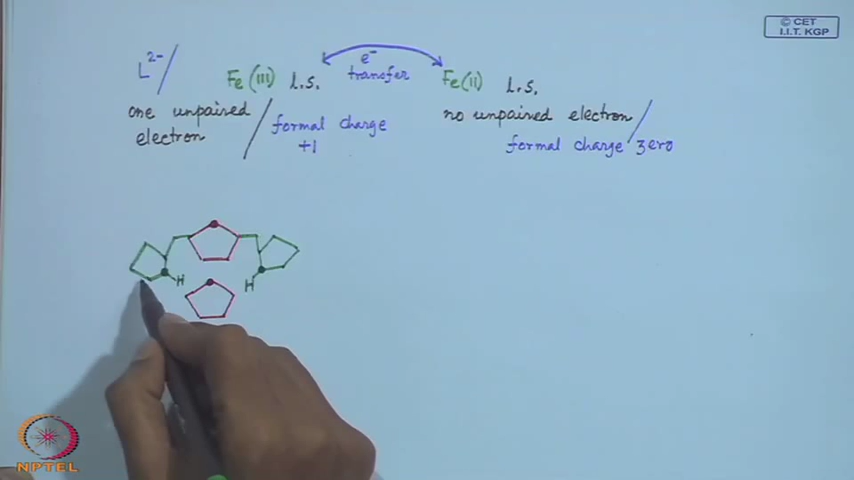 © CET
I.I.T. KGP
L²⁻
Fe (III) l.s.
e⁻
transfer
Fe (II) l.s.
one unpaired
electron
formal charge
+1
no unpaired electron
formal charge zero
H
H
NPTEL